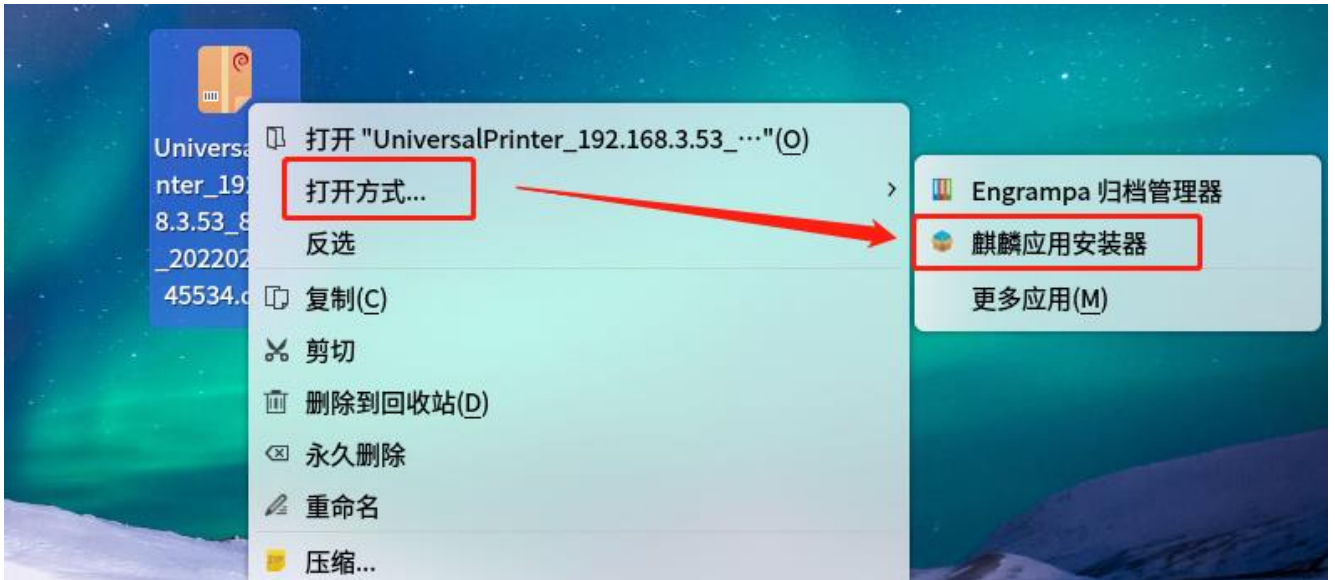 Universa
nter_19
8.3.53_8
_202202
45534.d
打开 "UniversalPrinter_192.168.3.53_⋯"(O)
打开方式...
反选
复制(C)
剪切
删除到回收站(D)
永久删除
重命名
压缩...
Engrampa 归档管理器
麒麟应用安装器
更多应用(M)